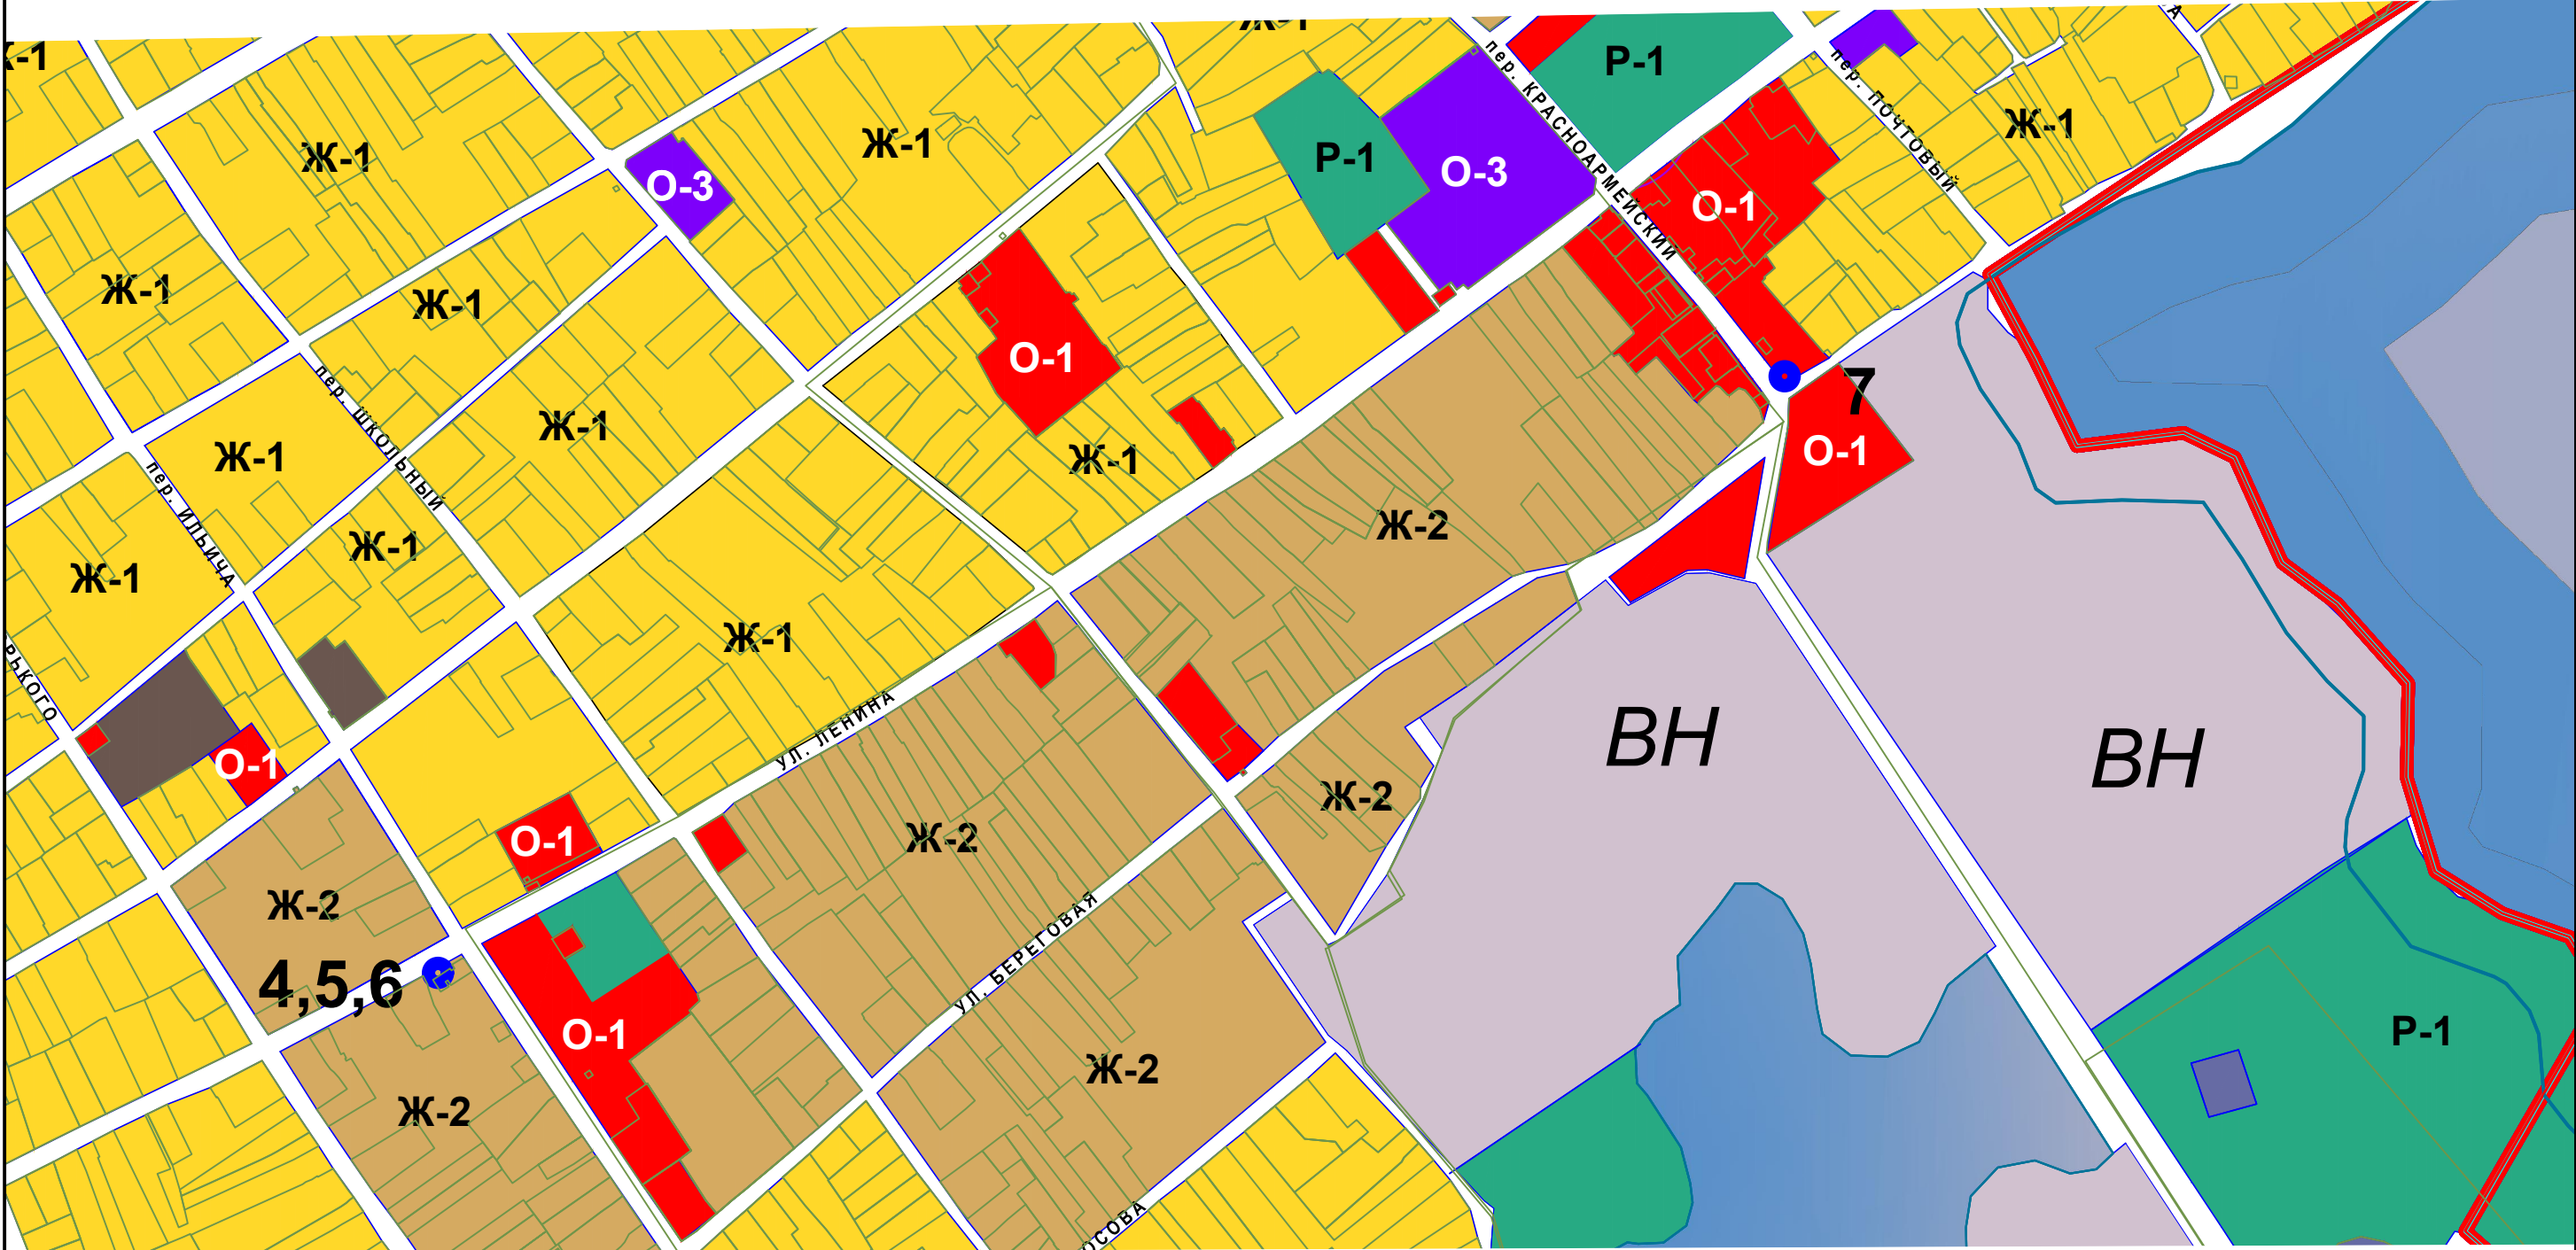 Ж-1
Р-1
Ж-1
Ж-1
О-3
Р-1
О-3
О-1
Ж-1
пер. КРАСНОАРМЕЙСКИЙ
пер. ПОЧТОВЫЙ
Ж-1
Ж-1
О-1
Ж-1
Ж-1
Ж-1
7
О-1
пер. ШКОЛЬНЫЙ
пер. ИЛЬИЧА
Ж-1
Ж-1
Ж-2
Ж-1
УЛ. ЛЕНИНА
ВН
ВН
О-1
О-1
Ж-2
Ж-2
Ж-2
4,5,6
УЛ. БЕРЕГОВАЯ
О-1
Р-1
Ж-2
Ж-2